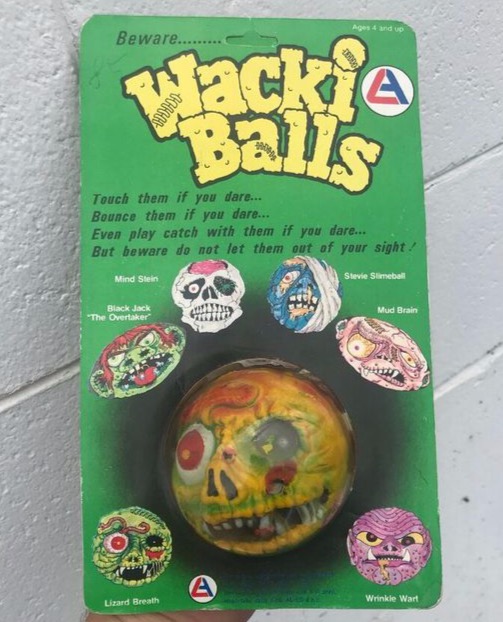 Ages 4 and up
Beware.........
Wacki
Balls
Touch them if you dare...
Bounce them if you dare...
Even play catch with them if you dare...
But beware do not let them out of your sight!
Mind Stein
Stevie Slimeball
Black Jack
"The Overtaker"
Mud Brain
Lizard Breath
Wrinkle Wart